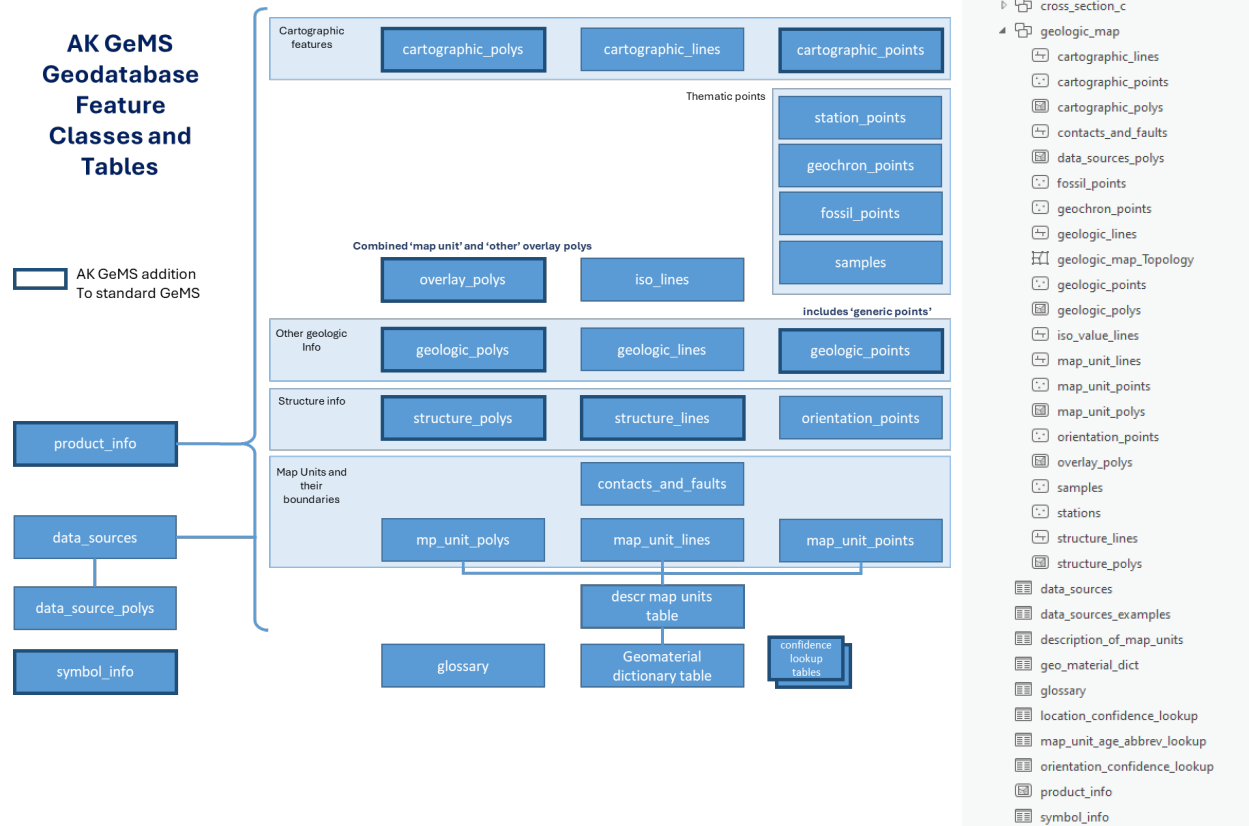 AK GeMS
Geodatabase
Feature
Classes and
Tables
AK GeMS addition
To standard GeMS
product_info
data_sources
data_source_polys
symbol_info
Cartographic
features
cartographic_polys
cartographic_lines
cartographic_points
Thematic points
station_points
geochron_points
fossil_points
samples
Combined ‘map unit’ and ‘other’ overlay polys
overlay_polys
iso_lines
includes ‘generic points’
Other geologic
Info
geologic_polys
geologic_lines
geologic_points
Structure info
structure_polys
structure_lines
orientation_points
Map Units and
their
boundaries
contacts_and_faults
mp_unit_polys
map_unit_lines
map_unit_points
descr map units
table
glossary
Geomaterial
dictionary table
confidence
lookup
tables
cross_section_c
geologic_map
cartographic_lines
cartographic_points
cartographic_polys
contacts_and_faults
data_sources_polys
fossil_points
geochron_points
geologic_lines
geologic_map_Topology
geologic_points
geologic_polys
iso_value_lines
map_unit_lines
map_unit_points
map_unit_polys
orientation_points
overlay_polys
samples
stations
structure_lines
structure_polys
data_sources
data_sources_examples
description_of_map_units
geo_material_dict
glossary
location_confidence_lookup
map_unit_age_abbrev_lookup
orientation_confidence_lookup
product_info
symbol_info